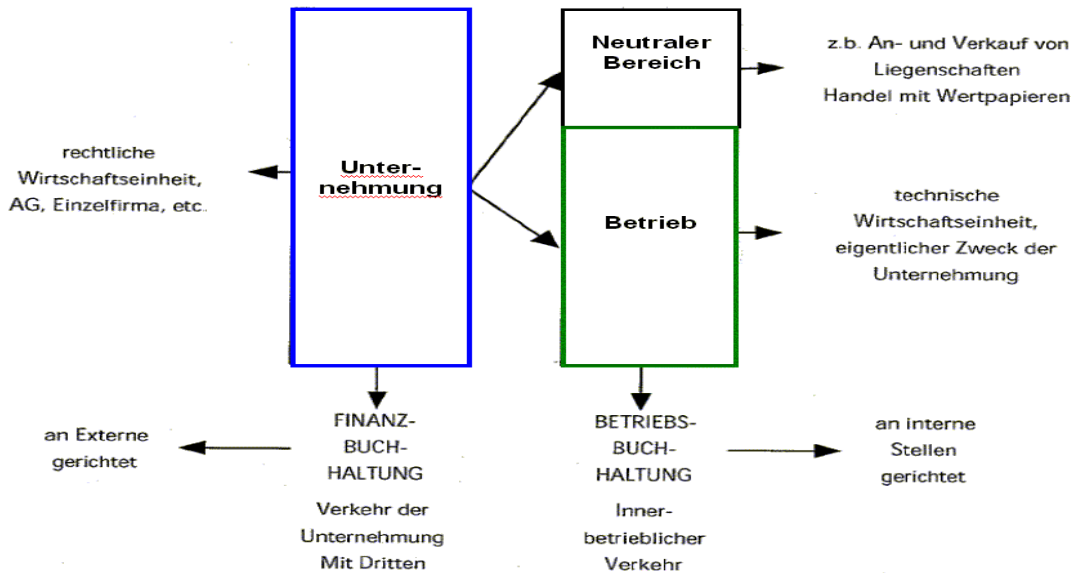 Neutraler
Bereich
z.b. An- und Verkauf von
Liegenschaften
Handel mit Wertpapieren
rechtliche
Wirtschaftseinheit,
AG, Einzelfirma, etc.
Unter-
nehmung
Betrieb
technische
Wirtschaftseinheit,
eigentlicher Zweck der
Unternehmung
an Externe
gerichtet
FINANZ-
BUCH-
HALTUNG
Verkehr der
Unternehmung
Mit Dritten
BETRIEBS-
BUCH-
HALTUNG
Inner-
betrieblicher
Verkehr
an interne
Stellen
gerichtet